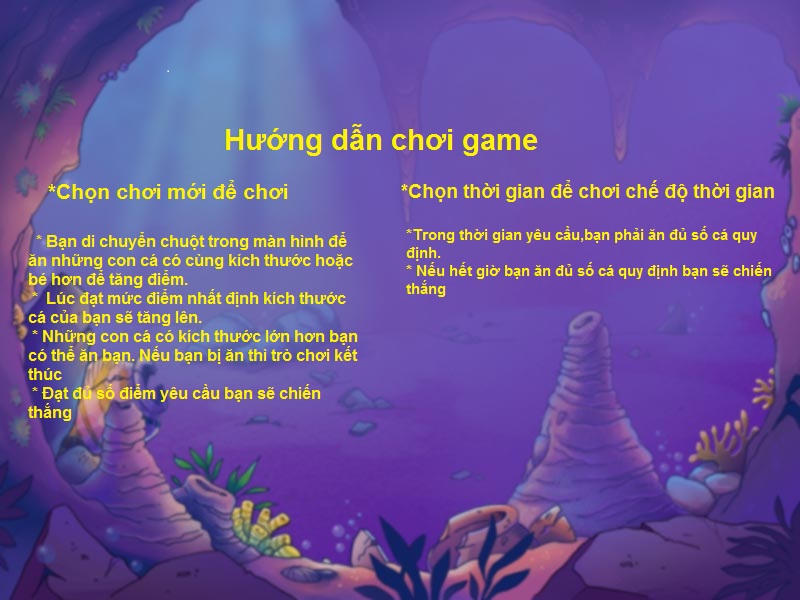 Hướng dẫn chơi game
*Chọn chơi mới để chơi
* Bạn di chuyển chuột trong màn hình để
ăn những con cá có cùng kích thước hoặc
bé hơn để tăng điểm.
* Lúc đạt mức điểm nhất định kích thước
cá của bạn sẽ tăng lên.
* Những con cá có kích thước lớn hơn bạn
có thể ăn bạn. Nếu bạn bị ăn thì trò chơi kết
thúc
* Đạt đủ số điểm yêu cầu bạn sẽ chiến
thắng
*Chọn thời gian để chơi chế độ thời gian
*Trong thời gian yêu cầu,bạn phải ăn đủ số cá quy
định.
* Nếu hết giờ bạn ăn đủ số cá quy định bạn sẽ chiến
thắng